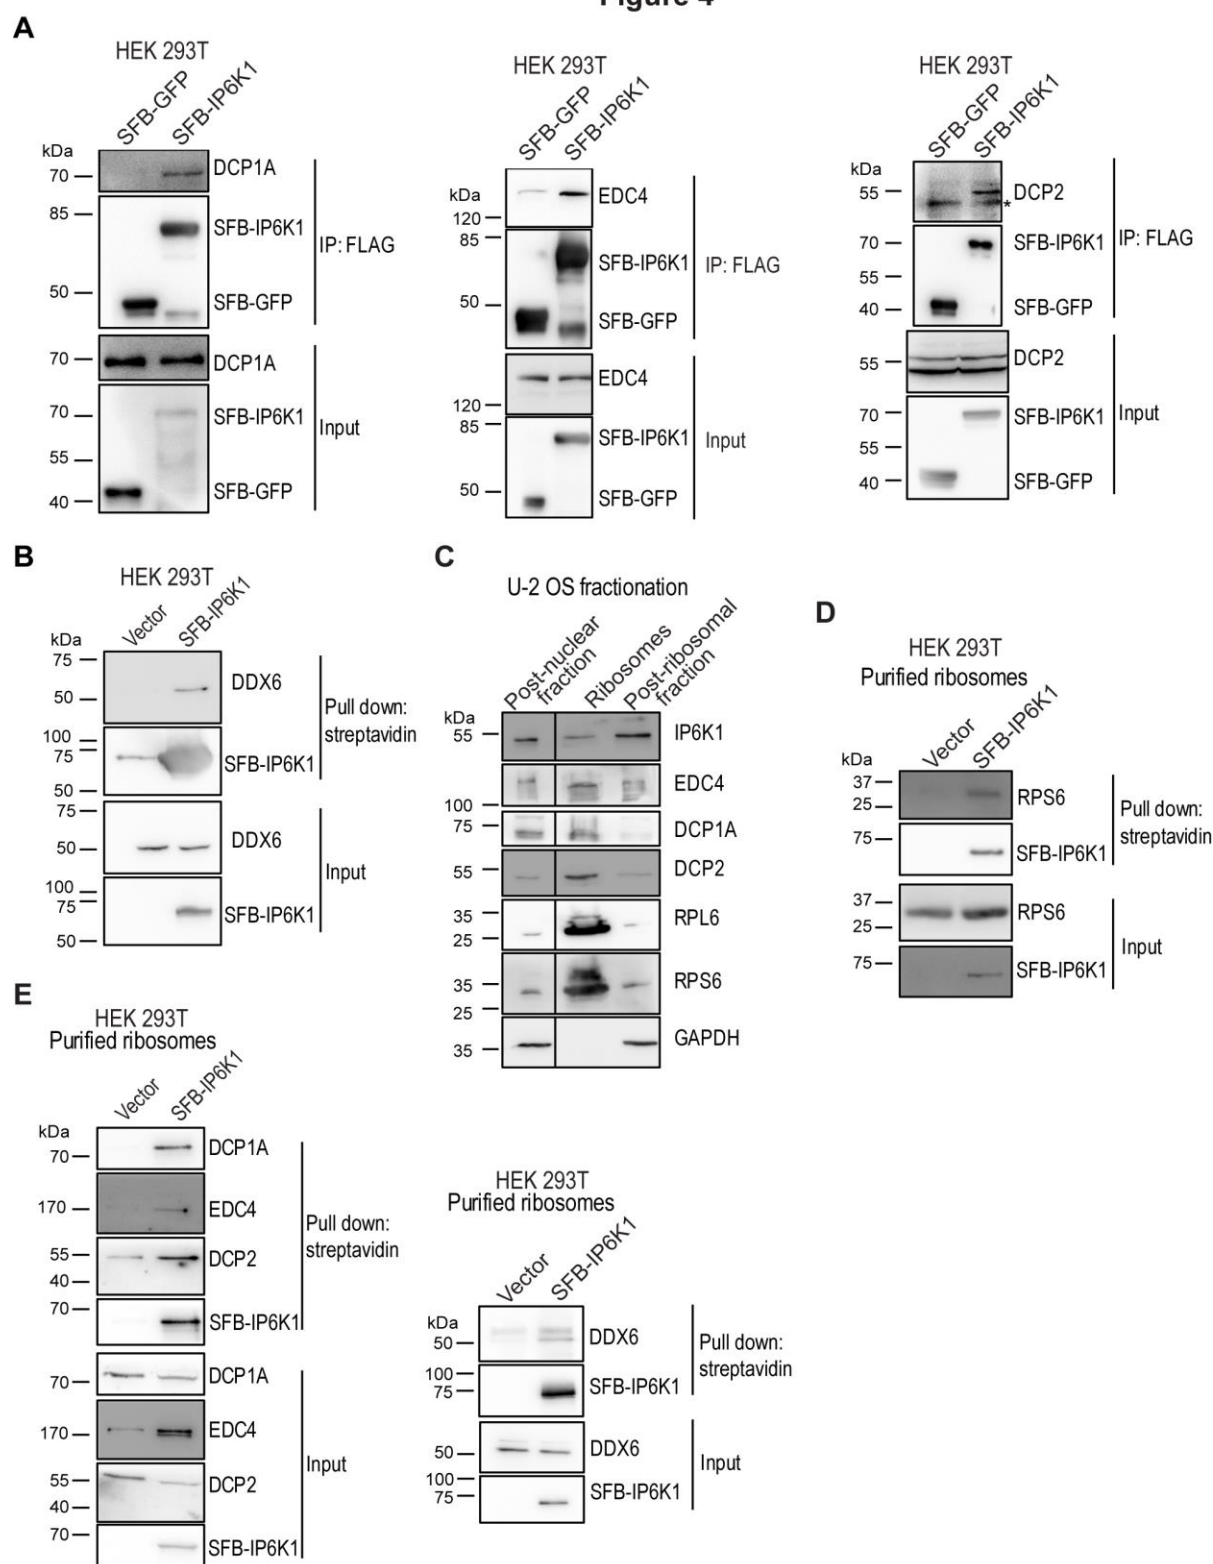 Figure 4
A
HEK 293T
SFB-GFP
SFB-IP6K1
kDa
70
DCP1A
85
SFB-IP6K1
IP: FLAG
50
SFB-GFP
70
DCP1A
70
SFB-IP6K1
Input
55
SFB-GFP
40
HEK 293T
SFB-GFP
SFB-IP6K1
kDa
EDC4
120
85
SFB-IP6K1
IP: FLAG
50
SFB-GFP
EDC4
120
85
SFB-IP6K1
Input
50
SFB-GFP
HEK 293T
SFB-GFP
SFB-IP6K1
kDa
55
DCP2
*
70
SFB-IP6K1
IP: FLAG
55
40
SFB-GFP
55
DCP2
70
SFB-IP6K1
Input
55
40
SFB-GFP
B
HEK 293T
Vector
SFB-IP6K1
kDa
75
DDX6
50
Pull down:
streptavidin
100
75
SFB-IP6K1
50
75
DDX6
50
Input
100
75
SFB-IP6K1
50
C
U-2 OS fractionation
Post-nuclear
fraction
Ribosomes
Post-ribosomal
fraction
kDa
55
IP6K1
EDC4
100
75
DCP1A
55
DCP2
35
RPL6
25
35
RPS6
25
35
GAPDH
D
HEK 293T
Purified ribosomes
Vector
SFB-IP6K1
kDa
37
RPS6
25
Pull down:
streptavidin
75
SFB-IP6K1
37
RPS6
25
Input
75
SFB-IP6K1
E
HEK 293T
Purified ribosomes
Vector
SFB-IP6K1
kDa
70
DCP1A
170
EDC4
Pull down:
streptavidin
55
DCP2
40
70
SFB-IP6K1
70
DCP1A
170
EDC4
Input
55
DCP2
40
70
SFB-IP6K1
HEK 293T
Purified ribosomes
Vector
SFB-IP6K1
kDa
50
DDX6
Pull down:
streptavidin
100
75
SFB-IP6K1
50
DDX6
Input
100
75
SFB-IP6K1